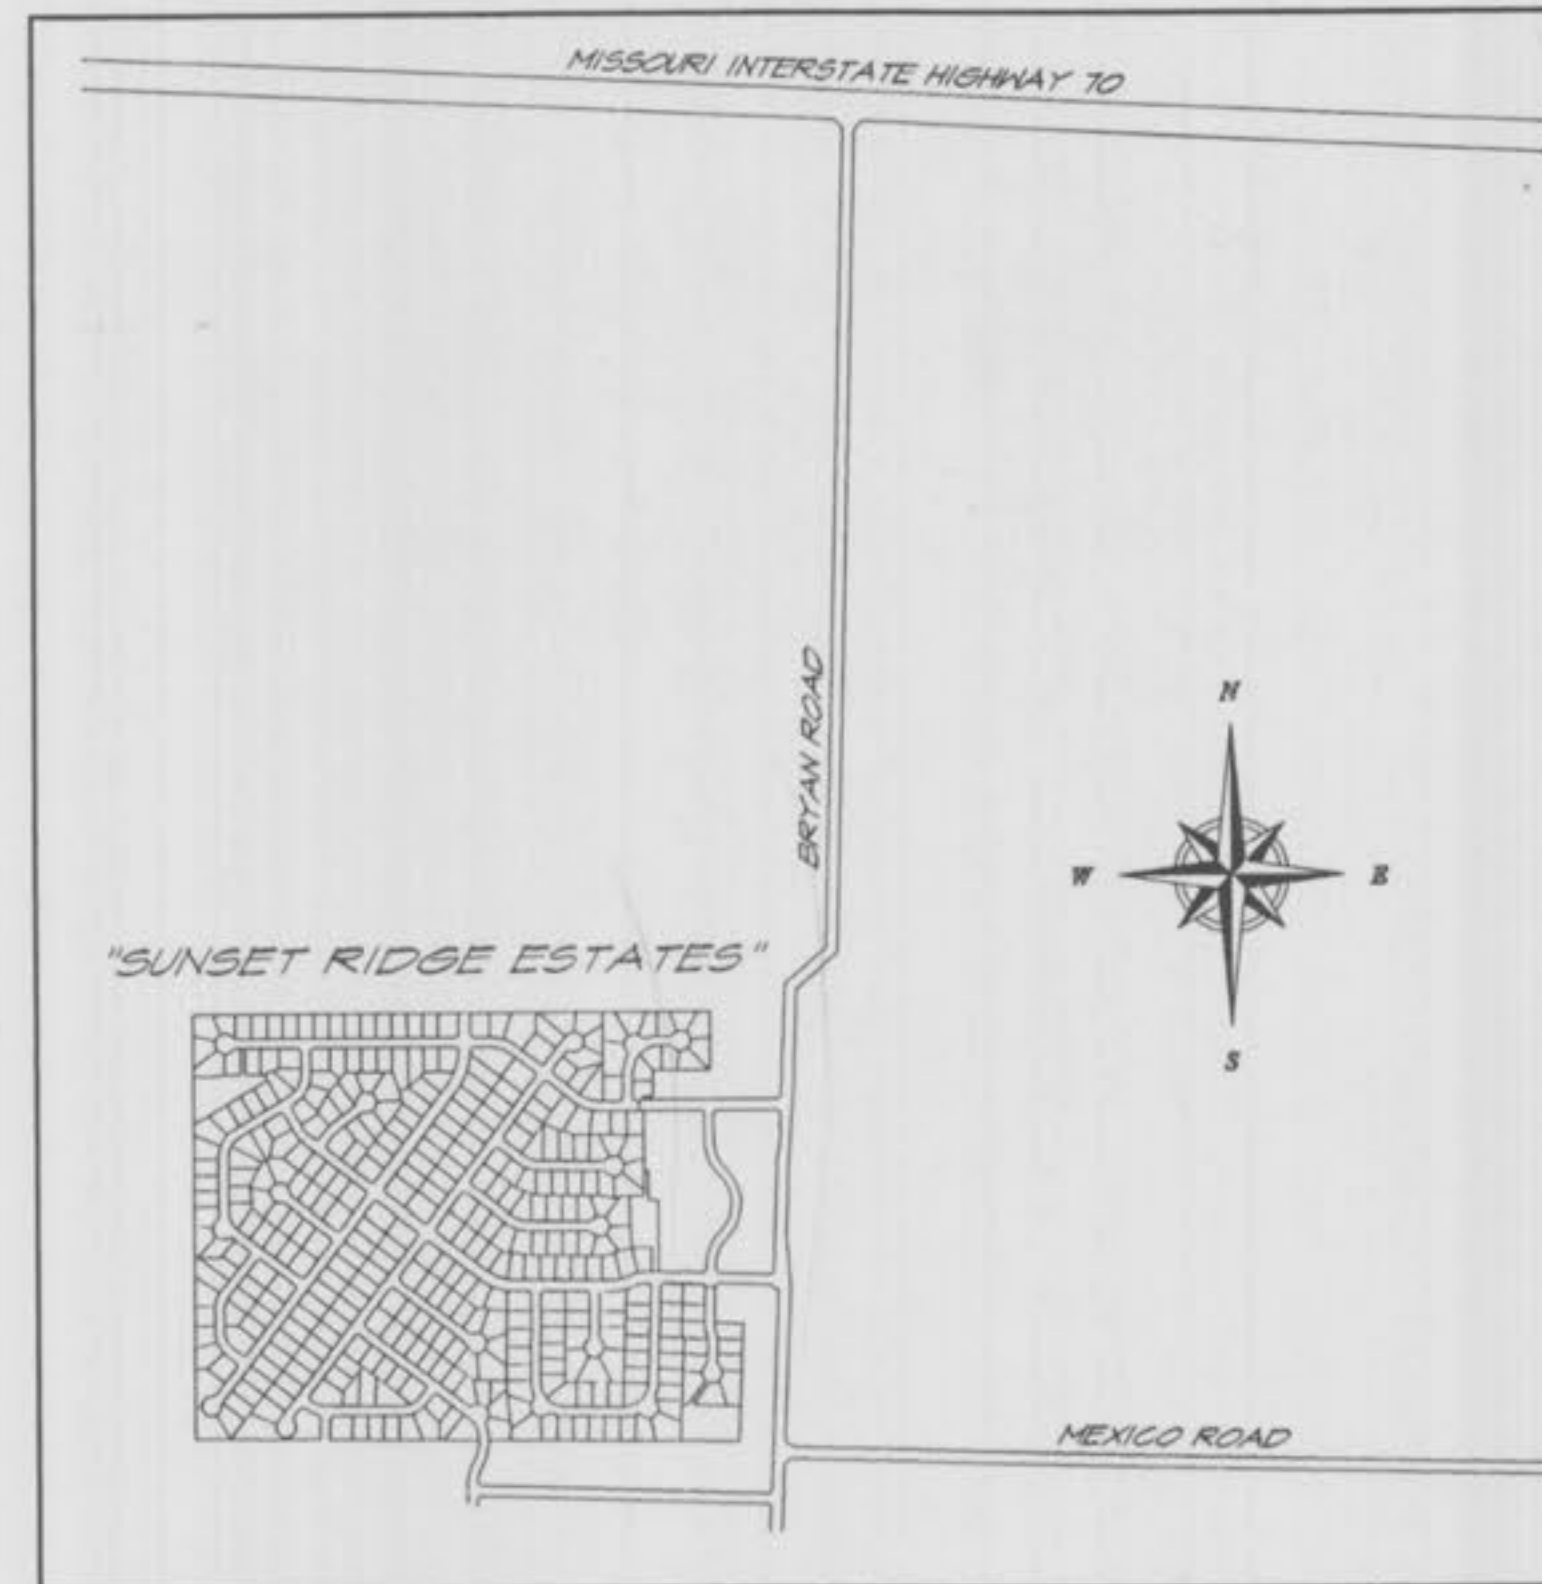 MISSOURI INTERSTATE HIGHWAY 70
BRYAN ROAD
N
W
E
S
"SUNSET RIDGE ESTATES"
MEXICO ROAD